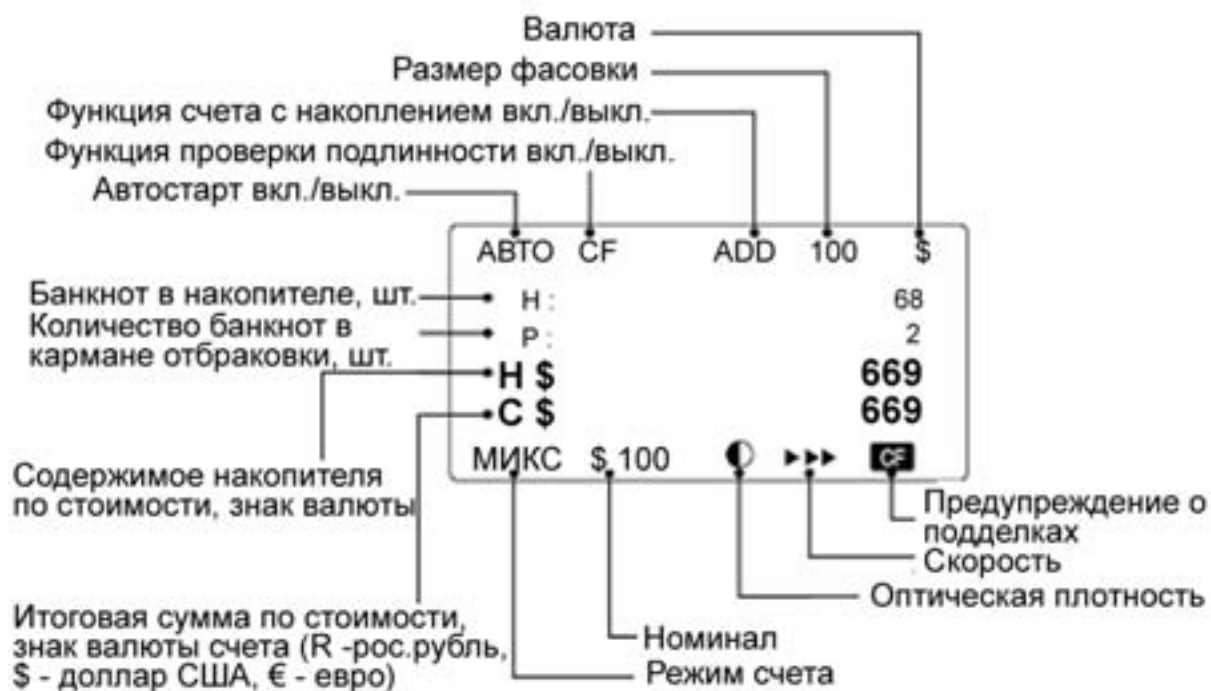 Валюта
Размер фасовки
Функция счета с накоплением вкл./выкл.
Функция проверки подлинности вкл./выкл.
Автостарт вкл./выкл.
АВТО CF ADD 100 $
Банкнот в накопителе, шт.
Н : 68
Количество банкнот в
кармане отбраковки, шт.
Р : 2
Н $ 669
С $ 669
МИКС $ 100 CF
Содержимое накопителя
по стоимости, знак валюты
Предупреждение о
подделках
Скорость
Оптическая плотность
Итоговая сумма по стоимости,
знак валюты счета (R -рос.рубль,
$ - доллар США, € - евро)
Номинал
Режим счета